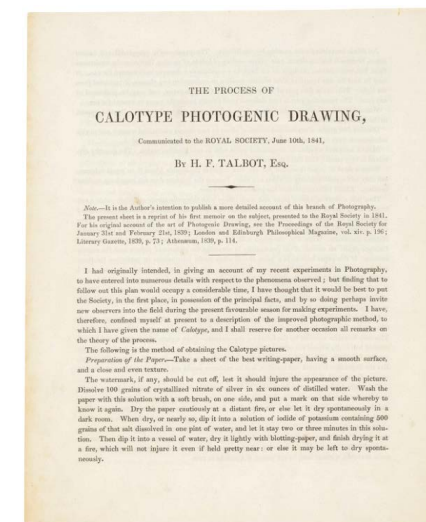 THE PROCESS OF
CALOTYPE PHOTOGENIC DRAWING,
Communicated to the ROYAL SOCIETY, June 10th, 1841,
By H. F. TALBOT, Esq.
Note.—It is the Author's intention to publish a more detailed account of this branch of Photography.
The present sheet is a reprint of his first memoir on the subject, presented to the Royal Society in 1841.
For his original account of the art of Photogenic Drawing, see the Proceedings of the Royal Society for
January 31st and February 21st, 1839; London and Edinburgh Philosophical Magazine, vol. xiv. p. 196;
Literary Gazette, 1839, p. 73; Athenæum, 1839, p. 114.
I had originally intended, in giving an account of my recent experiments in Photography,
to have entered into numerous details with respect to the phenomena observed; but finding that to
follow out this plan would occupy a considerable time, I have thought that it would be best to put
the Society, in the first place, in possession of the principal facts, and by so doing perhaps invite
new observers into the field during the present favourable season for making experiments. I have,
therefore, confined myself at present to a description of the improved photographic method, to
which I have given the name of Calotype, and I shall reserve for another occasion all remarks on
the theory of the process.
The following is the method of obtaining the Calotype pictures.
Preparation of the Paper.—Take a sheet of the best writing-paper, having a smooth surface,
and a close and even texture.
The watermark, if any, should be cut off, lest it should injure the appearance of the picture.
Dissolve 100 grains of crystallized nitrate of silver in six ounces of distilled water. Wash the
paper with this solution with a soft brush, on one side, and put a mark on that side whereby to
know it again. Dry the paper cautiously at a distant fire, or else let it dry spontaneously in a
dark room. When dry, or nearly so, dip it into a solution of iodide of potassium containing 500
grains of that salt dissolved in one pint of water, and let it stay two or three minutes in this solu-
tion. Then dip it into a vessel of water, dry it lightly with blotting-paper, and finish drying it at
a fire, which will not injure it even if held pretty near: or else it may be left to dry sponta-
neously.